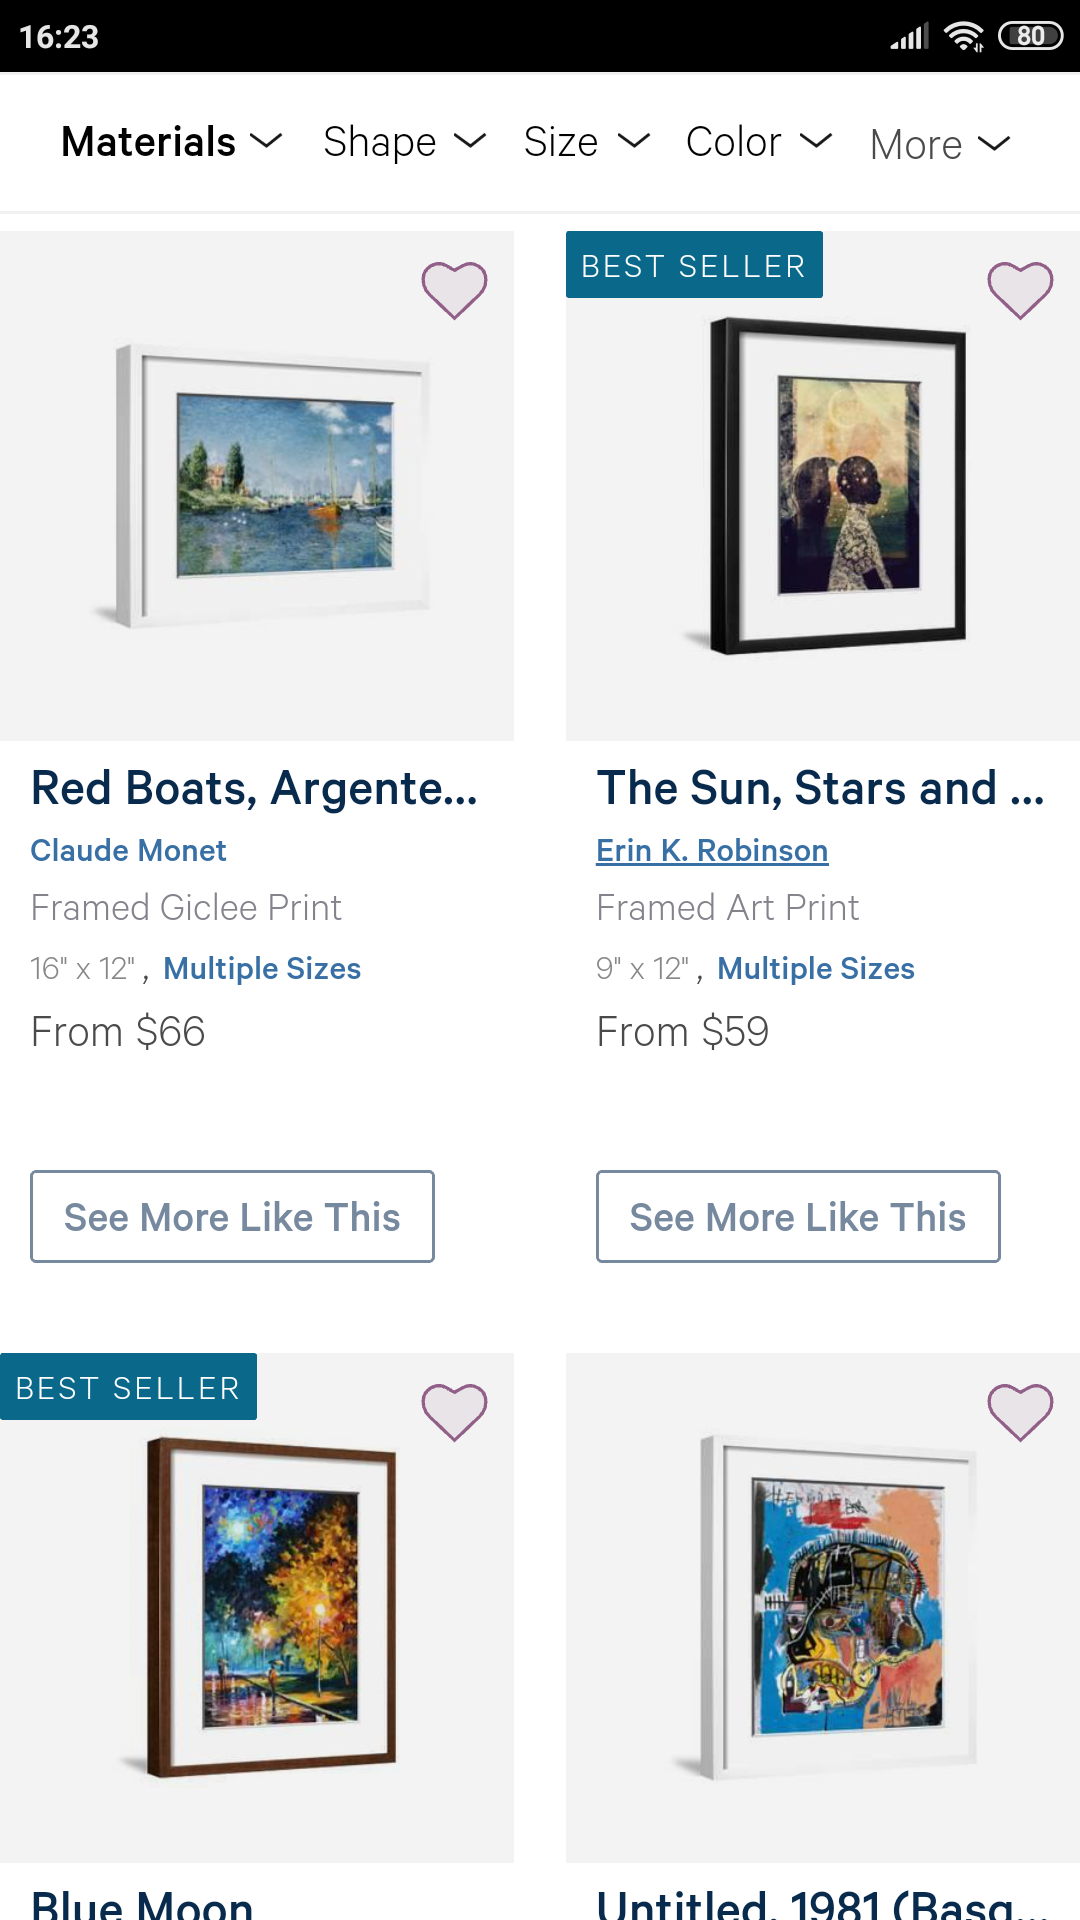 16:23
80
Materials Shape Size Color More
BEST SELLER
Red Boats, Argente...
Claude Monet
Framed Giclee Print
16" x 12" , Multiple Sizes
From $66
See More Like This
The Sun, Stars and ...
Erin K. Robinson
Framed Art Print
9" x 12" , Multiple Sizes
From $59
See More Like This
BEST SELLER
Blue Moon
Untitled, 1981 (Basq...